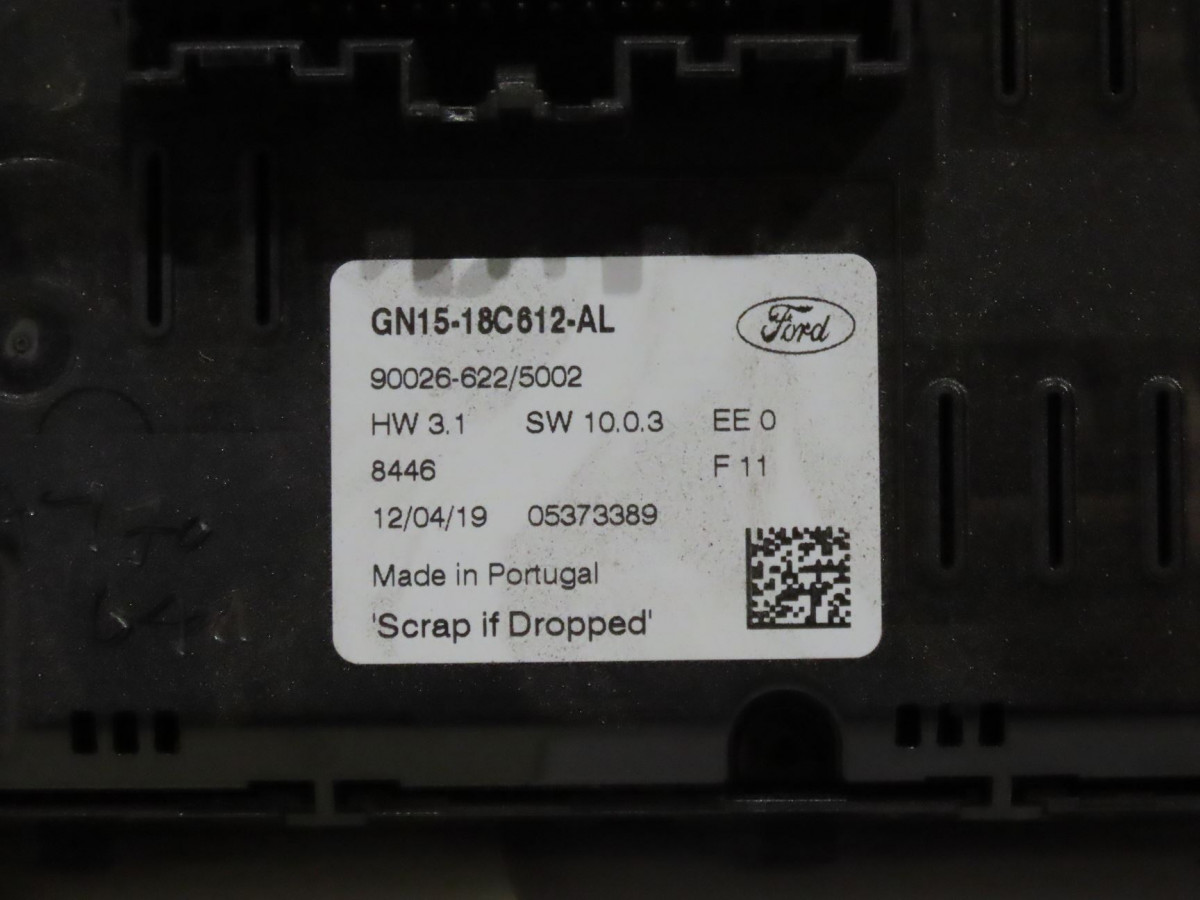 GN15-18C612-AL
Ford
90026-622/5002
HW 3.1 SW 10.0.3 EE 0
8446 F 11
12/04/19 05373389
Made in Portugal
'Scrap if Dropped'